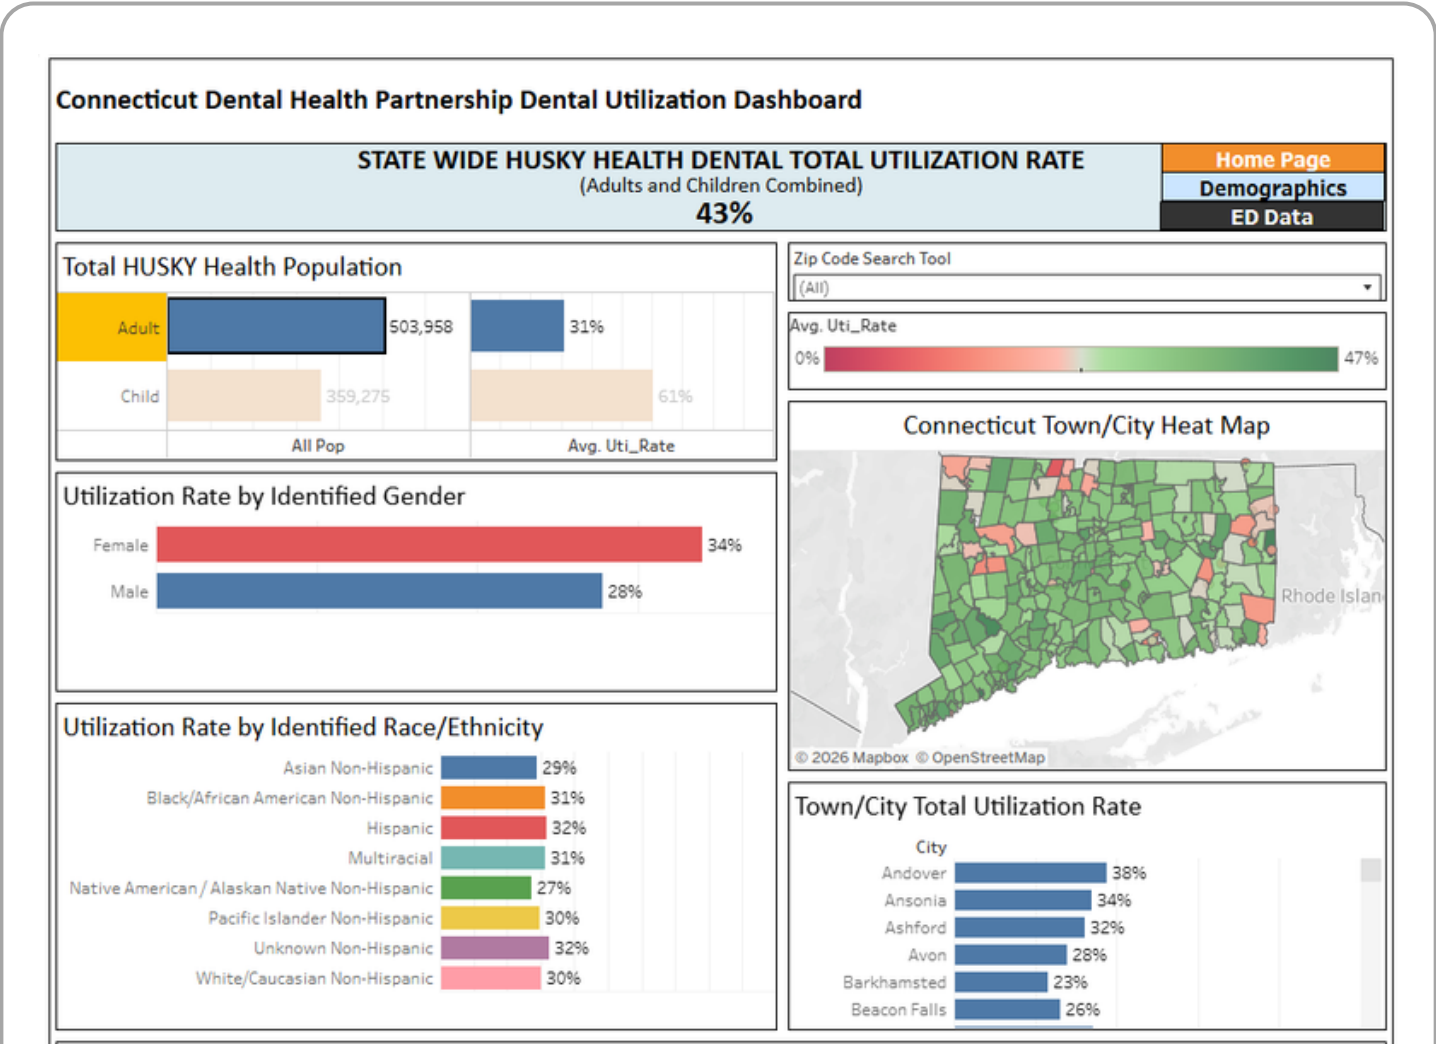 Connecticut Dental Health Partnership Dental Utilization Dashboard
STATE WIDE HUSKY HEALTH DENTAL TOTAL UTILIZATION RATE
(Adults and Children Combined)
43%
Home Page
Demographics
ED Data
Total HUSKY Health Population
Adult 503,958 31%
Child 359,275 61%
All Pop Avg. Uti_Rate
Utilization Rate by Identified Gender
Female 34%
Male 28%
Utilization Rate by Identified Race/Ethnicity
Asian Non-Hispanic 29%
Black/African American Non-Hispanic 31%
Hispanic 32%
Multiracial 31%
Native American / Alaskan Native Non-Hispanic 27%
Pacific Islander Non-Hispanic 30%
Unknown Non-Hispanic 32%
White/Caucasian Non-Hispanic 30%
Zip Code Search Tool
(All)
Avg. Uti_Rate
0% 47%
Connecticut Town/City Heat Map
Rhode Islan
© 2026 Mapbox © OpenStreetMap
Town/City Total Utilization Rate
City
Andover 38%
Ansonia 34%
Ashford 32%
Avon 28%
Barkhamsted 23%
Beacon Falls 26%